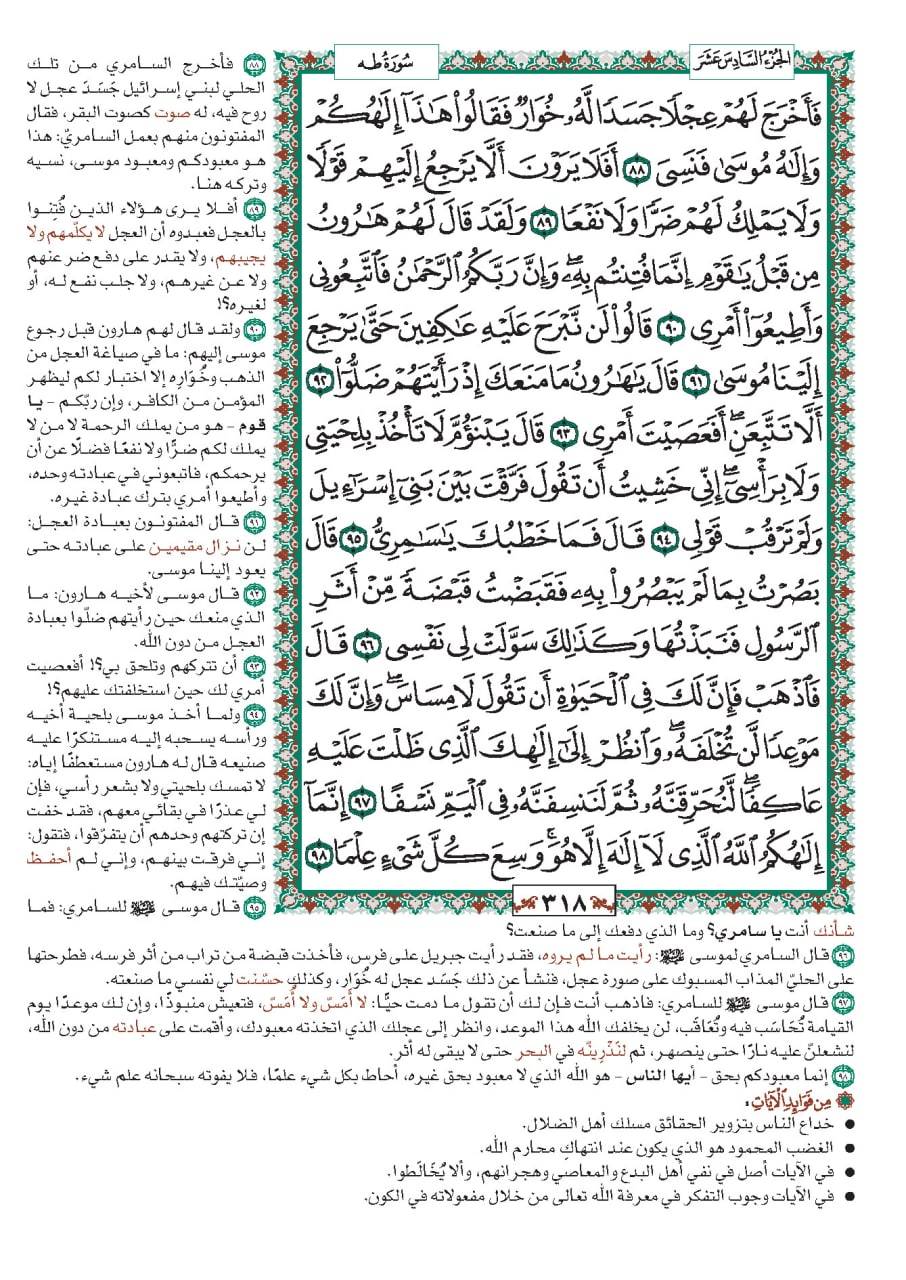 الجزء السادس عشر
سورة طه
فَأَخْرَجَ لَهُمْ عِجْلًا جَسَدًا لَّهُۥ خُوَارٌ فَقَالُوا۟ هَـٰذَآ إِلَـٰهُكُمْ
وَإِلَـٰهُ مُوسَىٰ فَنَسِىَ ٨٨ أَفَلَا يَرَوْنَ أَلَّا يَرْجِعُ إِلَيْهِمْ قَوْلًا
وَلَا يَمْلِكُ لَهُمْ ضَرًّا وَلَا نَفْعًا ٨٩ وَلَقَدْ قَالَ لَهُمْ هَـٰرُونُ
مِن قَبْلُ يَـٰقَوْمِ إِنَّمَا فُتِنتُم بِهِۦ ۖ وَإِنَّ رَبَّكُمُ ٱلرَّحْمَـٰنُ فَٱتَّبِعُونِى
وَأَطِيعُوٓا۟ أَمْرِى ٩٠ قَالُوا۟ لَن نَّبْرَحَ عَلَيْهِ عَـٰكِفِينَ حَتَّىٰ يَرْجِعَ
إِلَيْنَا مُوسَىٰ ٩١ قَالَ يَـٰهَـٰرُونُ مَا مَنَعَكَ إِذْ رَأَيْتَهُمْ ضَلُّوٓا۟ ٩٢
أَلَّا تَتَّبِعَنِ ۖ أَفَعَصَيْتَ أَمْرِى ٩٣ قَالَ يَبْنَؤُمَّ لَا تَأْخُذْ بِلِحْيَتِى
وَلَا بِرَأْسِىٓ ۖ إِنِّى خَشِيتُ أَن تَقُولَ فَرَّقْتَ بَيْنَ بَنِىٓ إِسْرَٰٓءِيلَ
وَلَمْ تَرْقُبْ قَوْلِى ٩٤ قَالَ فَمَا خَطْبُكَ يَـٰسَـٰمِرِىُّ ٩٥ قَالَ
بَصُرْتُ بِمَا لَمْ يَبْصُرُوا۟ بِهِۦ فَقَبَضْتُ قَبْضَةً مِّنْ أَثَرِ
ٱلرَّسُولِ فَنَبَذْتُهَا وَكَذَٰلِكَ سَوَّلَتْ لِى نَفْسِى ٩٦ قَالَ
فَٱذْهَبْ فَإِنَّ لَكَ فِى ٱلْحَيَوٰةِ أَن تَقُولَ لَا مِسَاسَ ۖ وَإِنَّ لَكَ
مَوْعِدًا لَّن تُخْلَفَهُۥ ۖ وَٱنظُرْ إِلَىٰٓ إِلَـٰهِكَ ٱلَّذِى ظَلْتَ عَلَيْهِ
عَاكِفًا ۖ لَّنُحَرِّقَنَّهُۥ ثُمَّ لَنَنسِفَنَّهُۥ فِى ٱلْيَمِّ نَسْفًا ٩٧ إِنَّمَآ
إِلَـٰهُكُمُ ٱللَّهُ ٱلَّذِى لَآ إِلَـٰهَ إِلَّا هُوَ ۚ وَسِعَ كُلَّ شَىْءٍ عِلْمًا ٩٨
٣١٨
٨٨ فأخرج السامري من تلك
الحلي لبني إسرائيل جَسَدَ عجل لا
روح فيه، له صوت كصوت البقر، فقال
المفتونون منهم بعمل السامريّ: هذا
هو معبودكم ومعبود موسى، نسيه
وتركه هنا.
٨٩ أفلا يرى هؤلاء الذين فُتِنوا
بالعجل فعبدوه أن العجل لا يكلّمهم ولا
يجيبهم، ولا يقدر على دفع ضر عنهم
ولا عن غيرهم، ولا جلب نفع له، أو
لغيره؟!
٩٠ ولقد قال لهم هارون قبل رجوع
موسى إليهم: ما في صياغة العجل من
الذهب وخُوَارِه إلا اختبار لكم ليظهر
المؤمن من الكافر، وإن ربّكم - يا
قوم - هو من يملك الرحمة لا من لا
يملك لكم ضرًّا ولا نفعًا فضلًا عن أن
يرحمكم، فاتبعوني في عبادته وحده،
وأطيعوا أمري بترك عبادة غيره.
٩١ قال المفتونون بعبادة العجل:
لن نزال مقيمين على عبادته حتى
يعود إلينا موسى.
٩٢ قال موسى لأخيه هارون: ما
الذي منعك حين رأيتهم ضلّوا بعبادة
العجل من دون الله.
٩٣ أن تتركهم وتلحق بي؟! أفعصيت
أمري لك حين استخلفتك عليهم؟!
٩٤ ولما أخذ موسى بلحية أخيه
ورأسه يسحبه إليه مستنكرًا عليه
صنيعه قال له هارون مستعطفًا إياه:
لا تمسك بلحيتي ولا بشعر رأسي، فإن
لي عذرًا في بقائي معهم، فقد خفت
إن تركتهم وحدهم أن يتفرّقوا، فتقول:
إني فرقت بينهم، وإني لم أحفظ
وصيّتك فيهم.
٩٥ قال موسى ﷺ للسامري: فما
شأنك أنت يا سامري؟ وما الذي دفعك إلى ما صنعت؟
٩٦ قال السامري لموسى ﷺ: رأيت ما لم يروه، فقد رأيت جبريل على فرس، فأخذت قبضة من تراب من أثر فرسه، فطرحتها
على الحليّ المذاب المسبوك على صورة عجل، فنشأ عن ذلك جَسَد عجل له خُوَار، وكذلك حسّنت لي نفسي ما صنعته.
٩٧ قال موسى ﷺ للسامري: فاذهب أنت فإن لك أن تقول ما دمت حيًّا: لا أَمَسّ ولا أُمَسّ، فتعيش منبوذًا، وإن لك موعدًا يوم
القيامة تُحَاسَب فيه وتُعَاقَب، لن يخلفك الله هذا الموعد، وانظر إلى عجلك الذي اتخذته معبودك، وأقمت على عبادته من دون الله،
لنشعلنّ عليه نارًا حتى ينصهر، ثم لنَذْرِينّه في البحر حتى لا يبقى له أثر.
٩٨ إنما معبودكم بحق - أيها الناس - هو الله الذي لا معبود بحق غيره، أحاط بكل شيء علمًا، فلا يفوته سبحانه علم شيء.
من فوائد الآيات:
• خداع الناس بتزوير الحقائق مسلك أهل الضلال.
• الغضب المحمود هو الذي يكون عند انتهاكِ محارم الله.
• في الآيات أصل في نفي أهل البدع والمعاصي وهجرانهم، وألا يُخَالَطوا.
• في الآيات وجوب التفكر في معرفة الله تعالى من خلال مفعولاته في الكون.